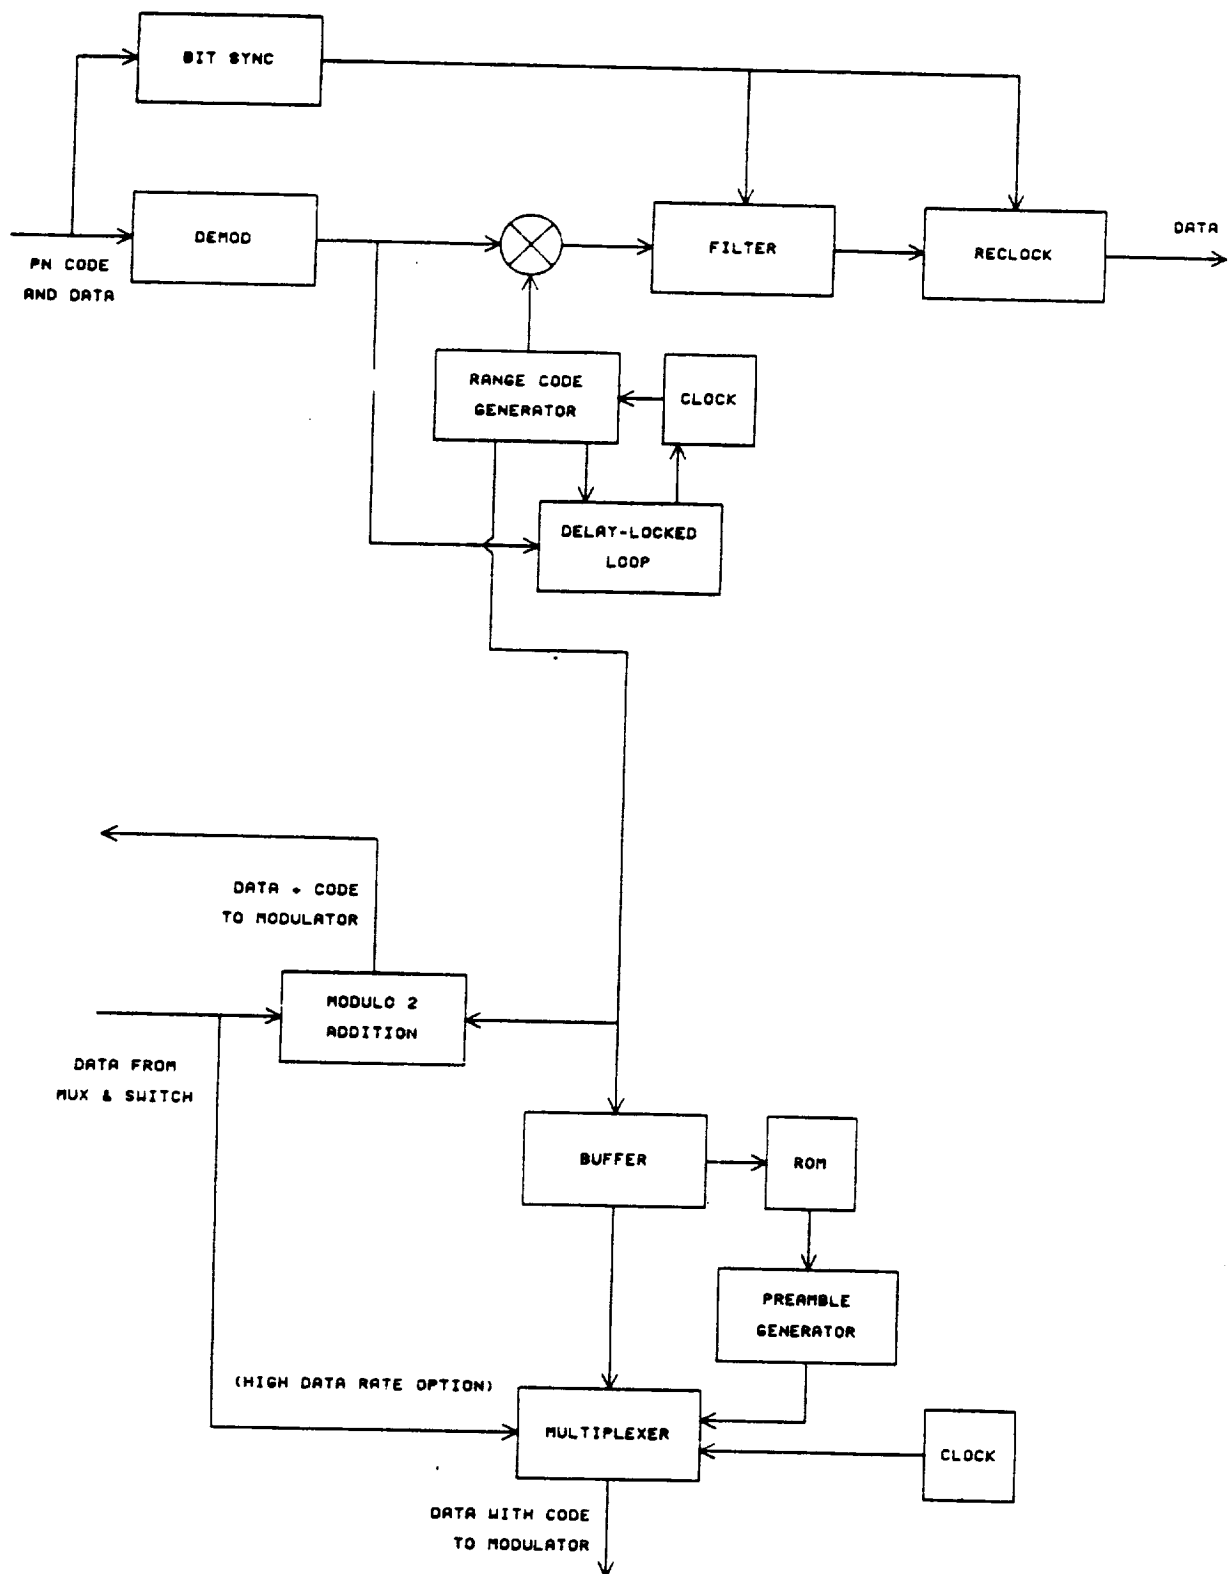 BIT SYNC
DEMOD
PN CODE
AND DATA
FILTER
RECLOCK
DATA
RANGE CODE
GENERATOR
CLOCK
DELAY-LOCKED
LOOP
DATA + CODE
TO MODULATOR
MODULO 2
ADDITION
DATA FROM
MUX & SWITCH
BUFFER
ROM
PREAMBLE
GENERATOR
(HIGH DATA RATE OPTION)
MULTIPLEXER
CLOCK
DATA WITH CODE
TO MODULATOR